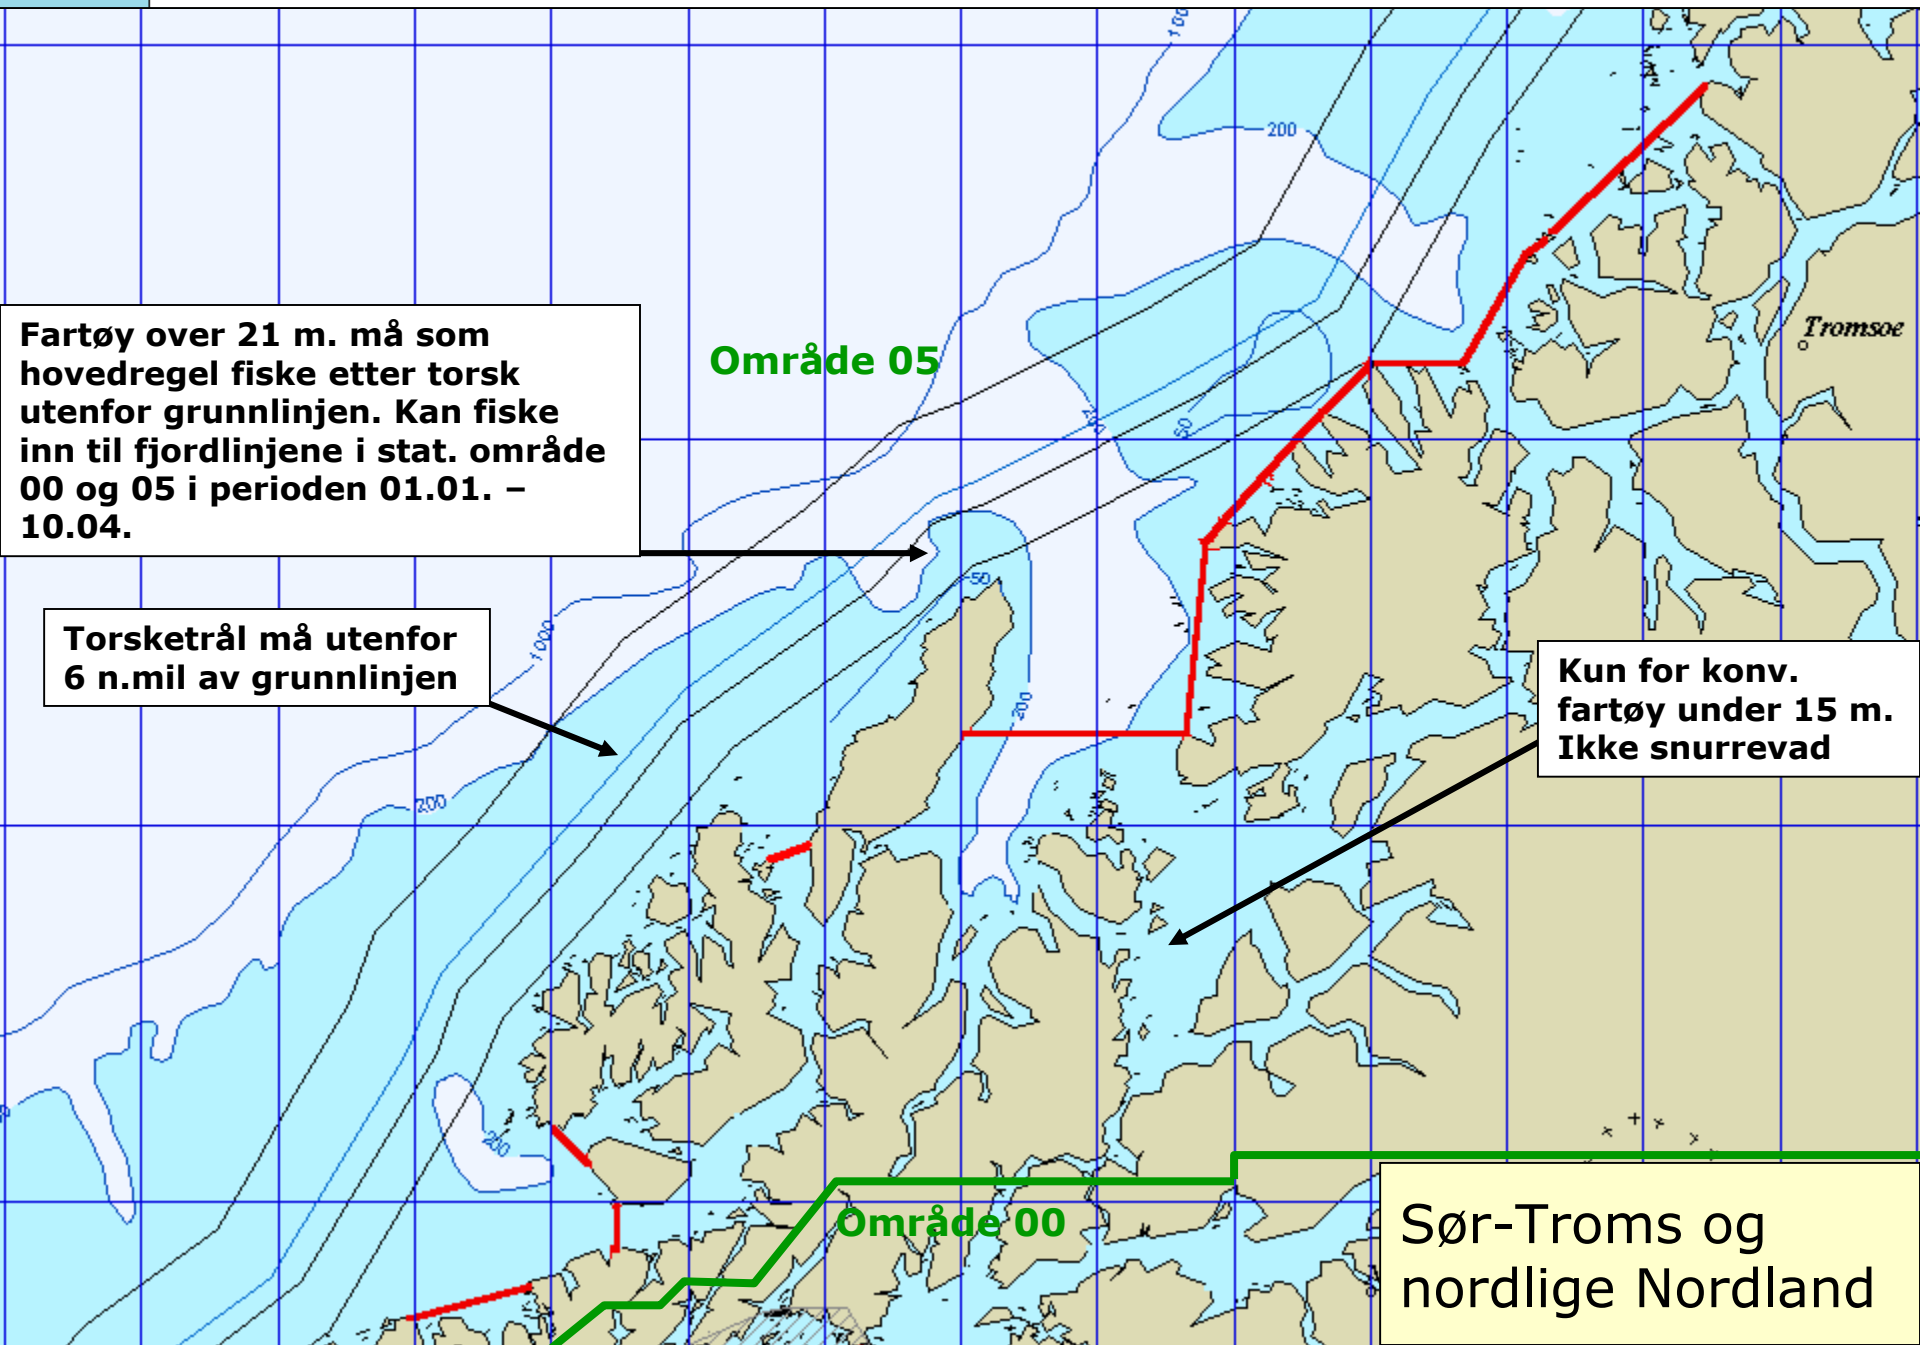 100
200
Tromsoe
Område 05
Fartøy over 21 m. må som
hovedregel fiske etter torsk
utenfor grunnlinjen. Kan fiske
inn til fjordlinjene i stat. område
00 og 05 i perioden 01.01. –
10.04.
200
50
50
Torsketrål må utenfor
6 n.mil av grunnlinjen
1000
Kun for konv.
fartøy under 15 m.
Ikke snurrevad
200
200
200
Område 00
Sør-Troms og
nordlige Nordland